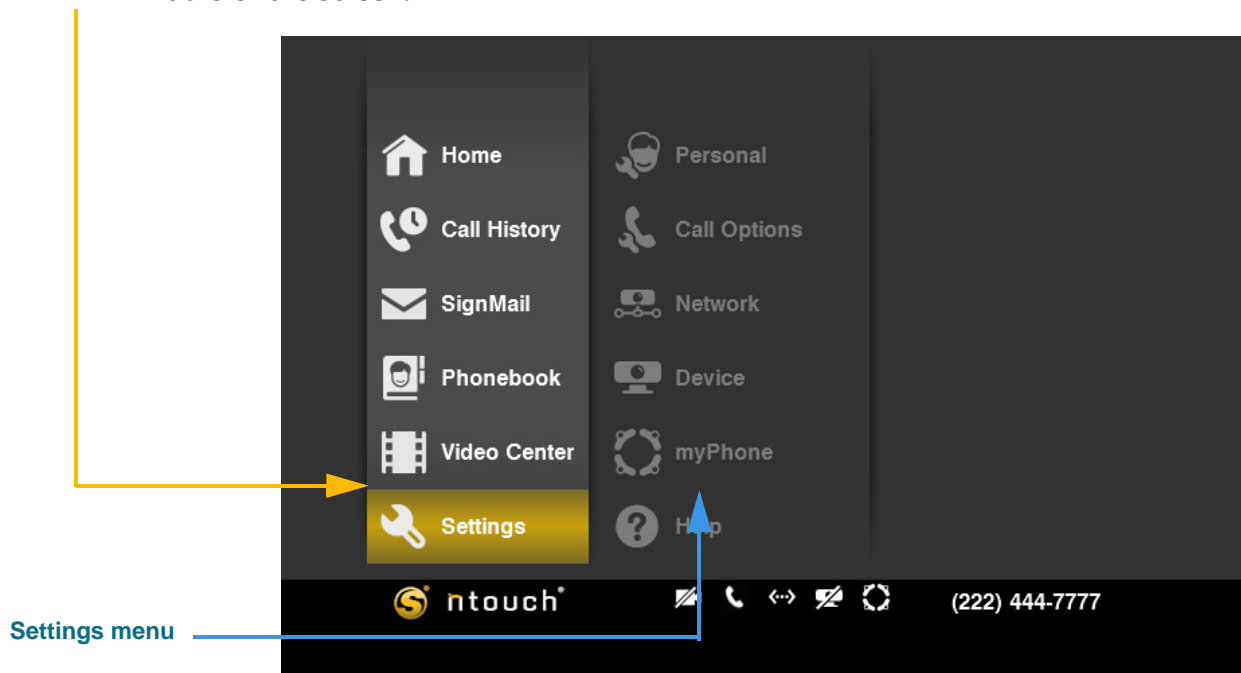 Home
Personal
Call History
Call Options
SignMail
Network
Phonebook
Device
Video Center
myPhone
Settings
ntouch®
(222) 444-7777
Settings menu